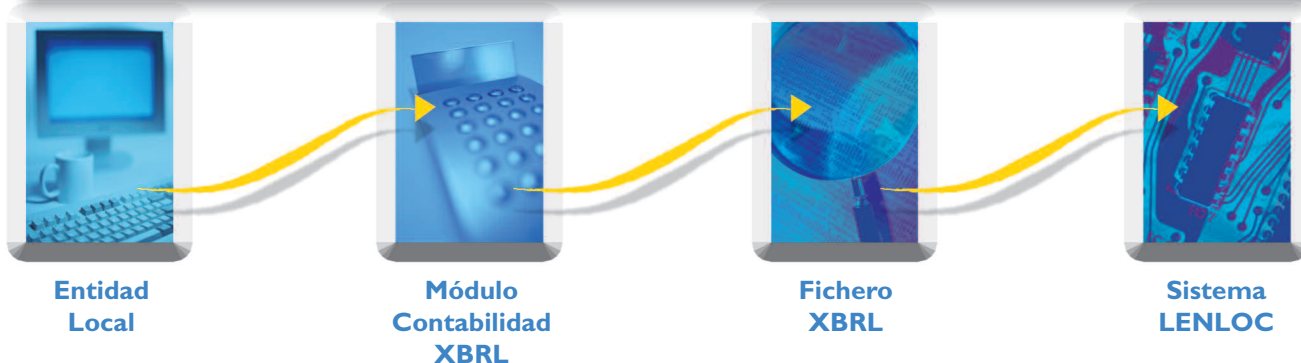 Entidad
Local
Módulo
Contabilidad
XBRL
Fichero
XBRL
Sistema
LENLOC